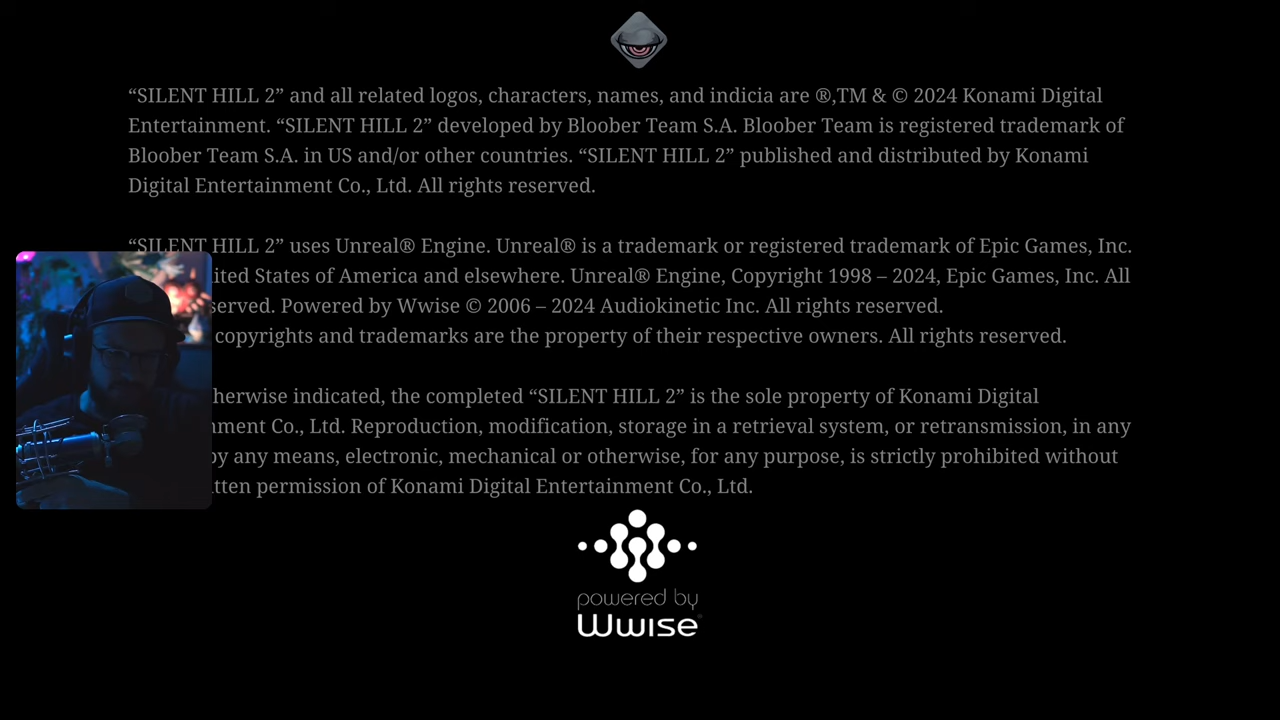 “SILENT HILL 2” and all related logos, characters, names, and indicia are ®,TM & © 2024 Konami Digital
Entertainment. “SILENT HILL 2” developed by Bloober Team S.A. Bloober Team is registered trademark of
Bloober Team S.A. in US and/or other countries. “SILENT HILL 2” published and distributed by Konami
Digital Entertainment Co., Ltd. All rights reserved.
“SILENT HILL 2” uses Unreal® Engine. Unreal® is a trademark or registered trademark of Epic Games, Inc.
States of America and elsewhere. Unreal® Engine, Copyright 1998 – 2024, Epic Games, Inc. All
Powered by Wwise © 2006 – 2024 Audiokinetic Inc. All rights reserved.
copyrights and trademarks are the property of their respective owners. All rights reserved.
indicated, the completed “SILENT HILL 2” is the sole property of Konami Digital
Co., Ltd. Reproduction, modification, storage in a retrieval system, or retransmission, in any
by any means, electronic, mechanical or otherwise, for any purpose, is strictly prohibited without
permission of Konami Digital Entertainment Co., Ltd.
powered by
Wwise